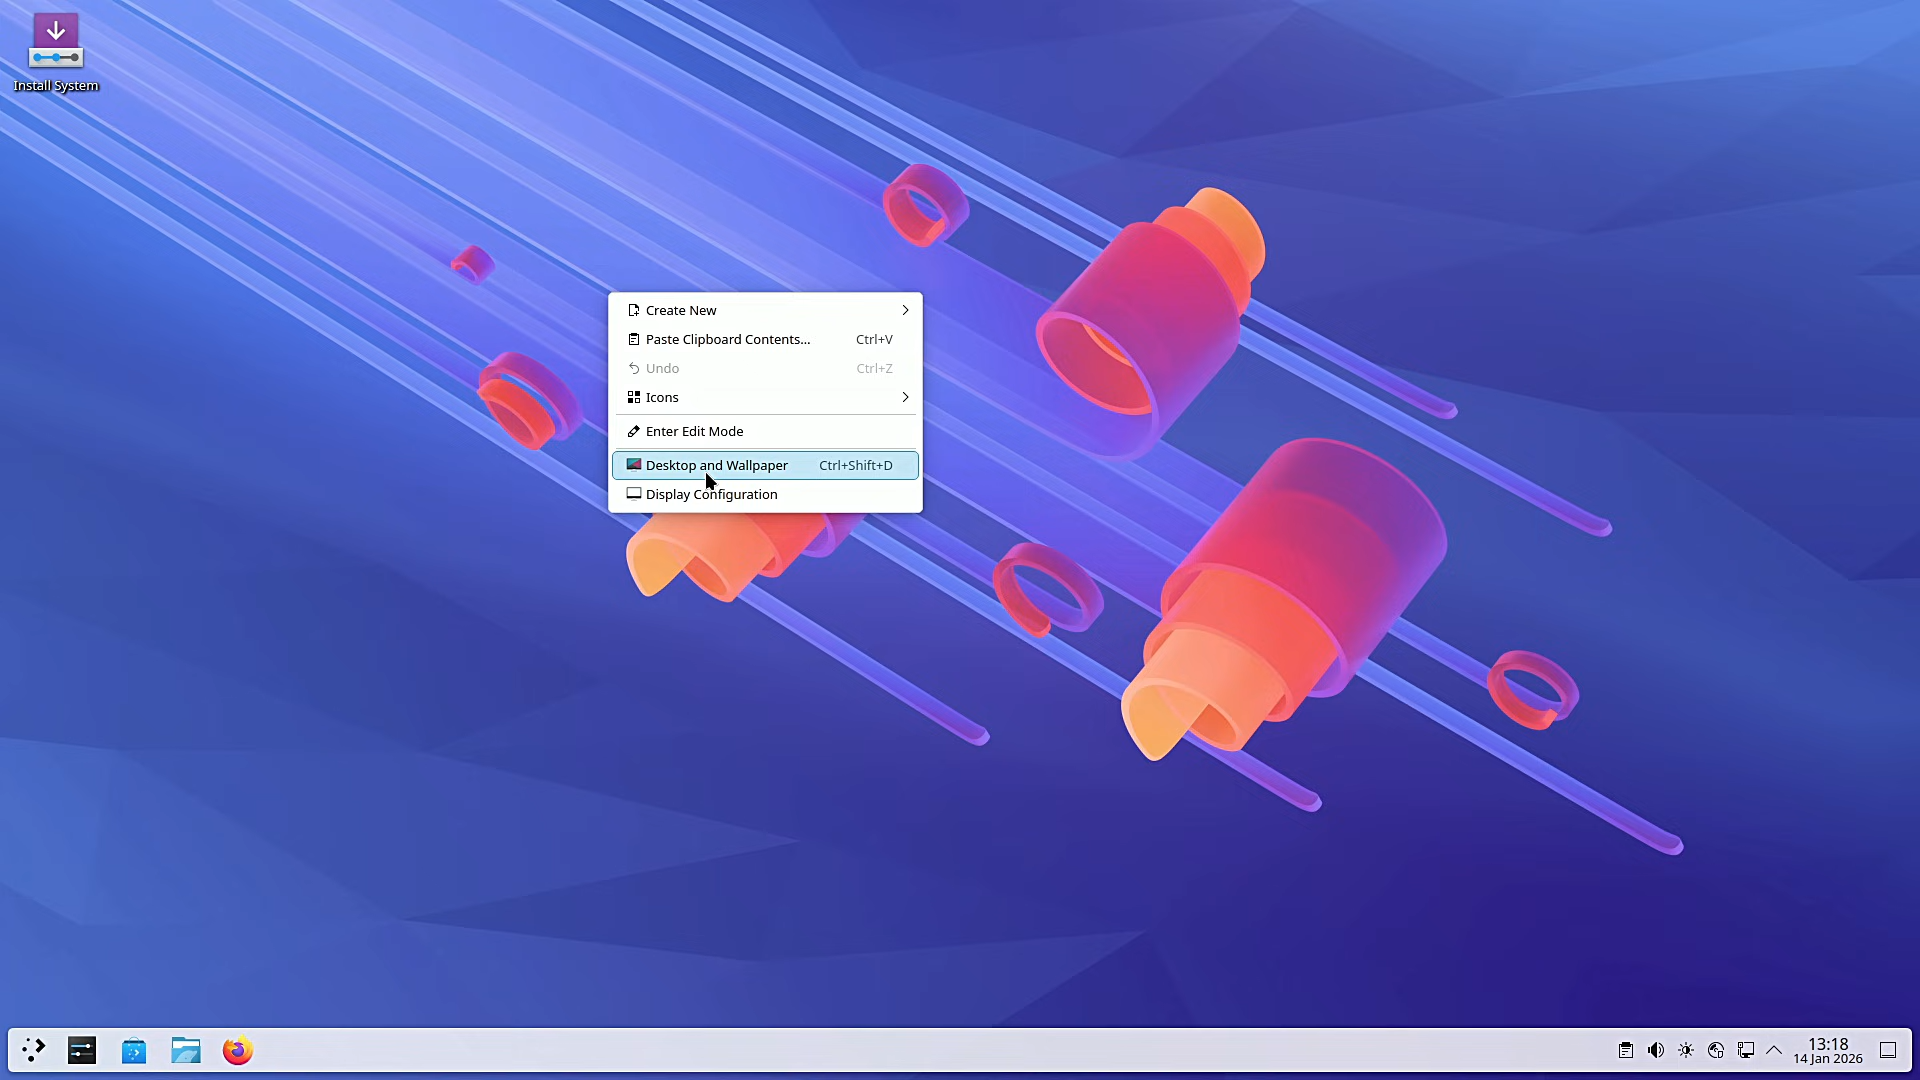 Install System
Create New
Paste Clipboard Contents... Ctrl+V
Undo Ctrl+Z
Icons
Enter Edit Mode
Desktop and Wallpaper Ctrl+Shift+D
Display Configuration
13:18
14 Jan 2026